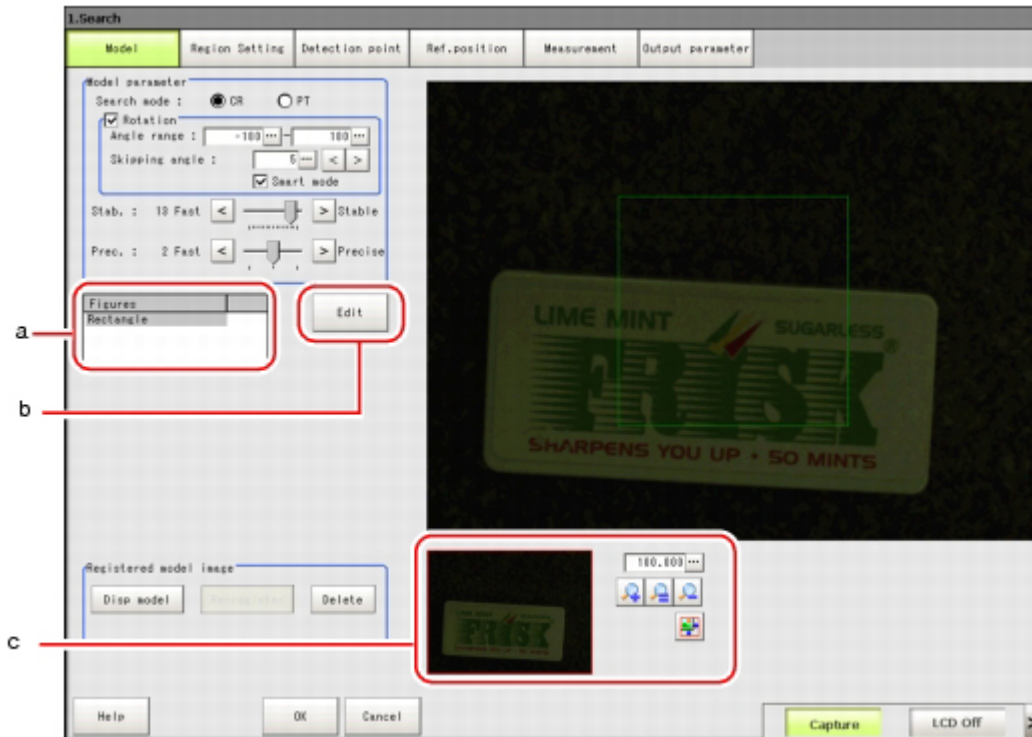 1.Search
Model
Region Setting
Detection point
Ref.position
Measurement
Output parameter
Model parameter
Search mode : CR PT
Rotation
Angle range : -180 ... - 180 ...
Skipping angle : 5 ... < >
Smart mode
Stab. : 13 Fast < > Stable
Prec. : 2 Fast < > Precise
Figures
Rectangle
Edit
a
b
LIME MINT
SUGARLESS
FRISK®
SHARPENS YOU UP • 50 MINTS
Registered model image
Disp model
Delete
FRISK
100.000 ...
c
Help
OK
Cancel
Capture
LCD Off
>